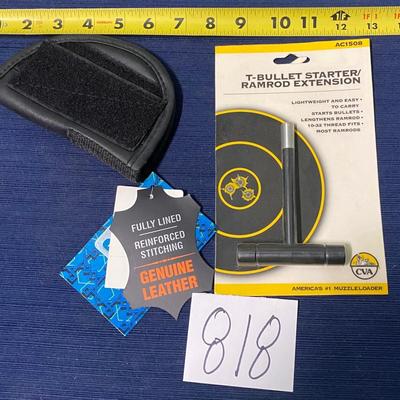 1 2 3 4 5 6 7 8 9 10 11 12 13
AC1508
T-BULLET STARTER/
RAMROD EXTENSION
LIGHTWEIGHT AND EASY •
TO CARRY
STARTS BULLETS •
LENGTHENS RAMROD •
10-32 THREAD FITS •
MOST RAMRODS
FULLY LINED
REINFORCED
STITCHING
GENUINE
LEATHER
CVA
AMERICA'S #1 MUZZLELOADER
818